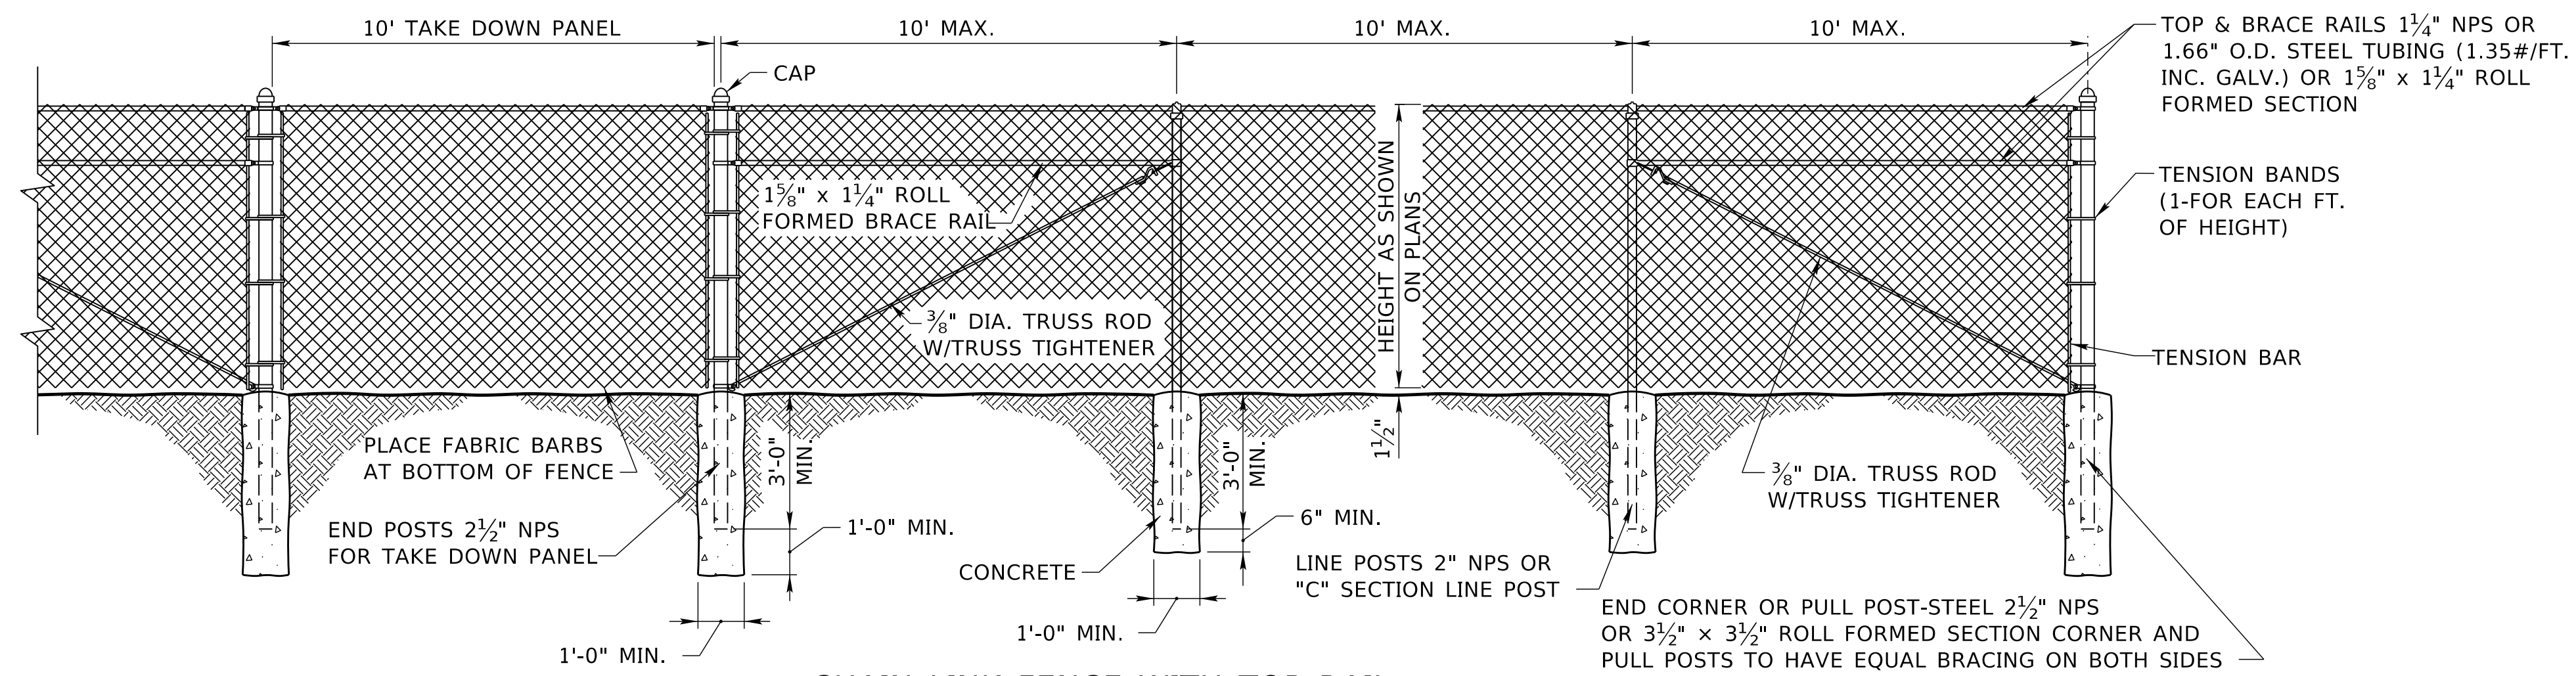 10' TAKE DOWN PANEL
10' MAX.
10' MAX.
10' MAX.
TOP & BRACE RAILS 1¼" NPS OR
1.66" O.D. STEEL TUBING (1.35#/FT.
INC. GALV.) OR 1⅝" x 1¼" ROLL
FORMED SECTION
CAP
1⅝" x 1¼" ROLL
FORMED BRACE RAIL
HEIGHT AS SHOWN
ON PLANS
TENSION BANDS
(1-FOR EACH FT.
OF HEIGHT)
⅜" DIA. TRUSS ROD
W/TRUSS TIGHTENER
TENSION BAR
PLACE FABRIC BARBS
AT BOTTOM OF FENCE
3'-0"
MIN.
3'-0"
MIN.
1½"
⅜" DIA. TRUSS ROD
W/TRUSS TIGHTENER
END POSTS 2½" NPS
FOR TAKE DOWN PANEL
1'-0" MIN.
6" MIN.
CONCRETE
LINE POSTS 2" NPS OR
"C" SECTION LINE POST
1'-0" MIN.
1'-0" MIN.
END CORNER OR PULL POST-STEEL 2½" NPS
OR 3½" × 3½" ROLL FORMED SECTION CORNER AND
PULL POSTS TO HAVE EQUAL BRACING ON BOTH SIDES